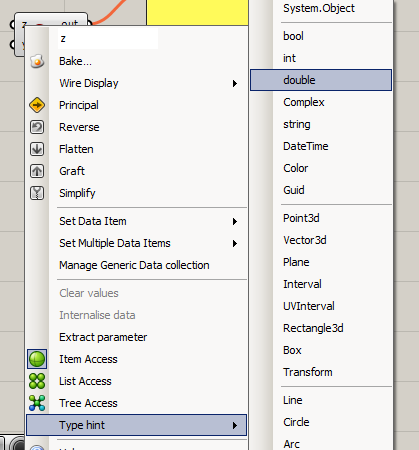 z out
y
z
Bake...
Wire Display
Principal
Reverse
Flatten
Graft
Simplify
Set Data Item
Set Multiple Data Items
Manage Generic Data collection
Clear values
Internalise data
Extract parameter
Item Access
List Access
Tree Access
Type hint
System.Object
bool
int
double
Complex
string
DateTime
Color
Guid
Point3d
Vector3d
Plane
Interval
UVInterval
Rectangle3d
Box
Transform
Line
Circle
Arc